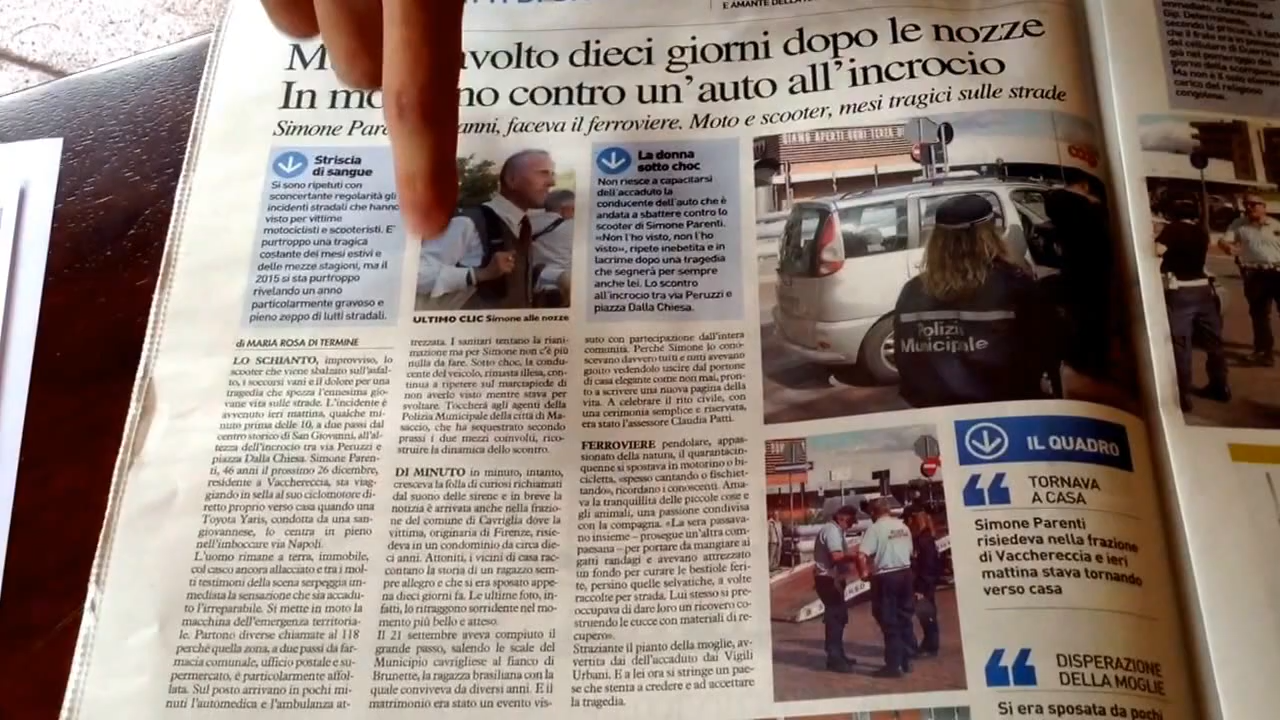 E AMANTE DELLA
volto dieci giorni dopo le nozze
In mo no contro un'auto all'incrocio
Simone Pare anni, faceva il ferroviere. Moto e scooter, mesi tragici sulle strade
Striscia
di sangue
Si sono ripetuti con
sconcertante regolarità gli
incidenti stradali che hanno
visto per vittime
motociclisti e scooteristi. E'
purtroppo una tragica
costante dei mesi estivi e
delle mezze stagioni, ma il
2015 si sta purtroppo
rivelando un anno
particolarmente gravoso e
pieno zeppo di lutti stradali.
ULTIMO CLIC Simone alle nozze
La donna
sotto choc
Non riesce a capacitarsi
dell'accaduto la
conducente dell'auto che è
andata a sbattere contro lo
scooter di Simone Parenti.
«Non l'ho visto, non l'ho
visto», ripete inebetita e in
lacrime dopo una tragedia
che segnerà per sempre
anche lei. Lo scontro
all'incrocio tra via Peruzzi e
piazza Dalla Chiesa.
di MARIA ROSA DI TERMINE
LO SCHIANTO, improvviso, lo
scooter che viene sbalzato sull'asfal-
to, i soccorsi vani e il dolore per una
tragedia che spezza l'ennesima gio-
vane vita sulle strade. L'incidente è
avvenuto ieri mattina, qualche mi-
nuto prima delle 10, a due passi dal
centro storico di San Giovanni, all'al-
tezza dell'incrocio tra via Peruzzi e
piazza Dalla Chiesa. Simone Paren-
ti, 46 anni il prossimo 26 dicembre,
residente a Vacchereccia, sta viag-
giando in sella al suo ciclomotore di-
retto proprio verso casa quando una
Toyota Yaris, condotta da una san-
giovannese, lo centra in pieno
nell'imboccare via Napoli.
L'uomo rimane a terra, immobile,
col casco ancora allacciato e tra i mol-
ti testimoni della scena serpeggia im-
mediata la sensazione che sia accadu-
to l'irreparabile. Si mette in moto la
macchina dell'emergenza territoria-
le. Partono diverse chiamate al 118
perché quella zona, a due passi da far-
macia comunale, ufficio postale e su-
permercato, è particolarmente affol-
lata. Sul posto arrivano in pochi mi-
nuti l'automedica e l'ambulanza at-
trezzata. I sanitari tentano la riani-
mazione ma per Simone non c'è più
nulla da fare. Sotto choc, la condu-
cente del veicolo, rimasta illesa, con-
tinua a ripetere sul marciapiede di
non averlo visto mentre stava per
svoltare. Toccherà agli agenti della
Polizia Municipale della città di Ma-
saccio, che ha sequestrato secondo
prassi i due mezzi coinvolti, rico-
struire la dinamica dello scontro.
DI MINUTO in minuto, intanto,
cresceva la folla di curiosi richiamati
dal suono delle sirene e in breve la
notizia è arrivata anche nella frazio-
ne del comune di Cavriglia dove la
vittima, originaria di Firenze, risie-
deva in un condominio da circa die-
ci anni. Attoniti, i vicini di casa rac-
contano la storia di un ragazzo sem-
pre allegro e che si era sposato appe-
na dieci giorni fa. Le ultime foto, in-
fatti, lo ritraggono sorridente nel mo-
mento più bello e atteso.
Il 21 settembre aveva compiuto il
grande passo, salendo le scale del
Municipio cavrigliese al fianco di
Brunette, la ragazza brasiliana con la
quale conviveva da diversi anni. E il
matrimonio era stato un evento vis-
suto con partecipazione dall'intera
comunità. Perché Simone lo cono-
scevano davvero tutti e tutti avevano
gioito vedendolo uscire dal portone
di casa elegante come non mai, pron-
to a scrivere una nuova pagina della
vita. A celebrare il rito civile, con
una cerimonia semplice e riservata,
era stato l'assessore Claudia Patti.
FERROVIERE pendolare, appas-
sionato della natura, il quarantacin-
quenne si spostava in motorino o bi-
cicletta, «spesso cantando o fischiet-
tando», ricordano i conoscenti. Ama-
va la tranquillità delle piccole cose e
gli animali, una passione condivisa
con la compagna. «La sera passava-
no insieme – prosegue un'altra com-
paesana – per portare da mangiare ai
gatti randagi e avevano attrezzato
un fondo per curare le bestiole feri-
te, persino quelle selvatiche, a volte
raccolte per strada. Lui stesso si pre-
occupava di dare loro un ricovero co-
struendo le cucce con materiali di re-
cupero».
Straziante il pianto della moglie, av-
vertita dai dell'accaduto dai Vigili
Urbani. E a lei ora si stringe un pae-
se che stenta a credere e ad accettare
la tragedia.
SIAMO APERTI
coop
Polizia
Municipale
IL QUADRO
TORNAVA
A CASA
Simone Parenti
risiedeva nella frazione
di Vacchereccia e ieri
mattina stava tornando
verso casa
DISPERAZIONE
DELLA MOGLIE
Si era sposata da pochi
immediato,
Gip.
secondo la procura, il
giorno della
Ma non è il solo
carico del religioso
congolese.